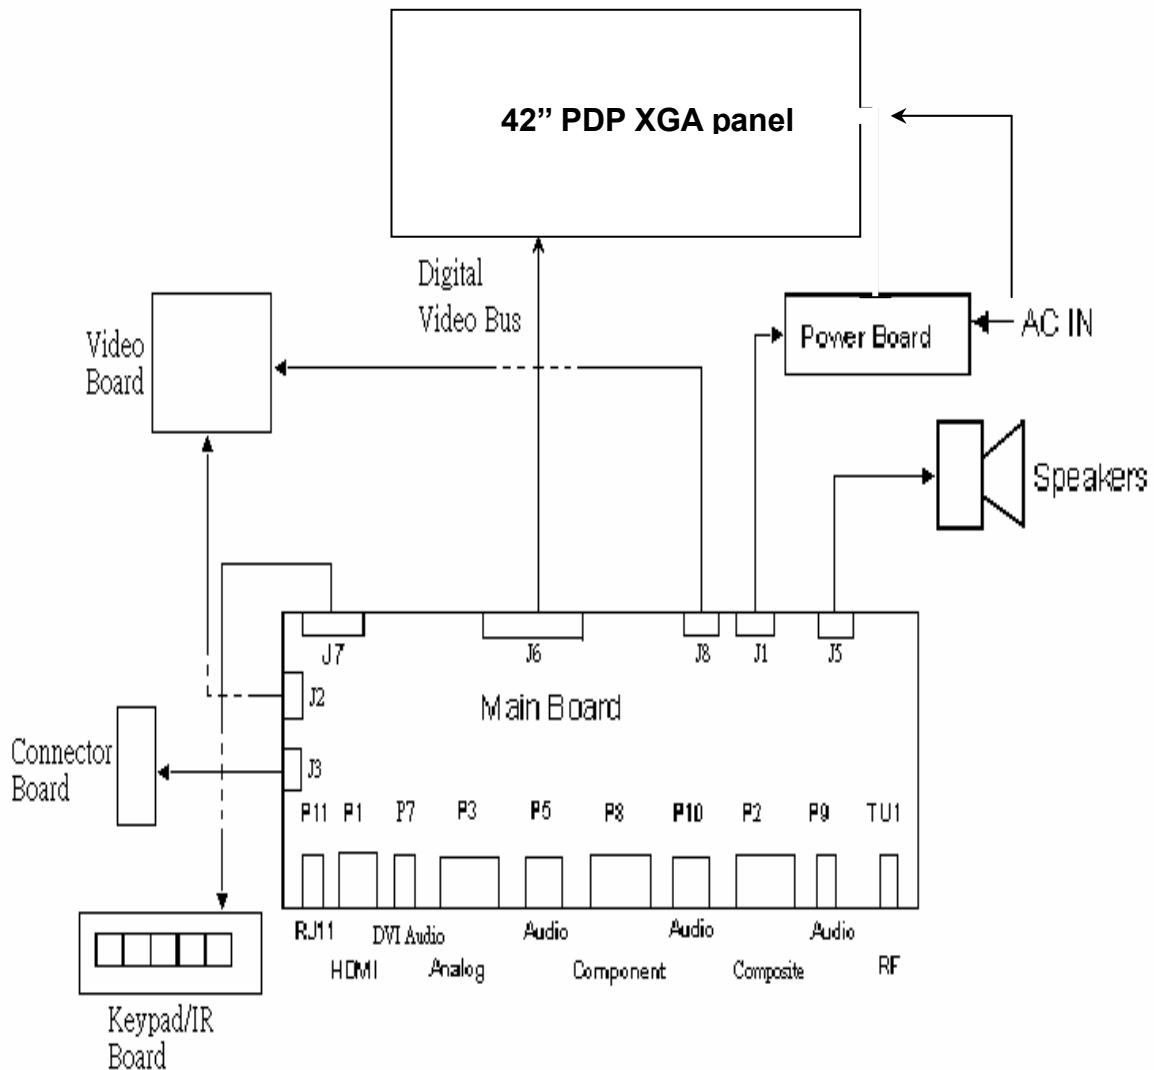 42” PDP XGA panel
Digital
Video Bus
Video
Board
Power Board
AC IN
Speakers
J7
J6
J8
J1
J5
J2
Main Board
Connector
Board
J3
P11 P1 P7 P3 P5 P8 P10 P2 P9 TU1
RJ11 DVI Audio Audio Audio Audio
HDMI Analog Component Composite RF
Keypad/IR
Board